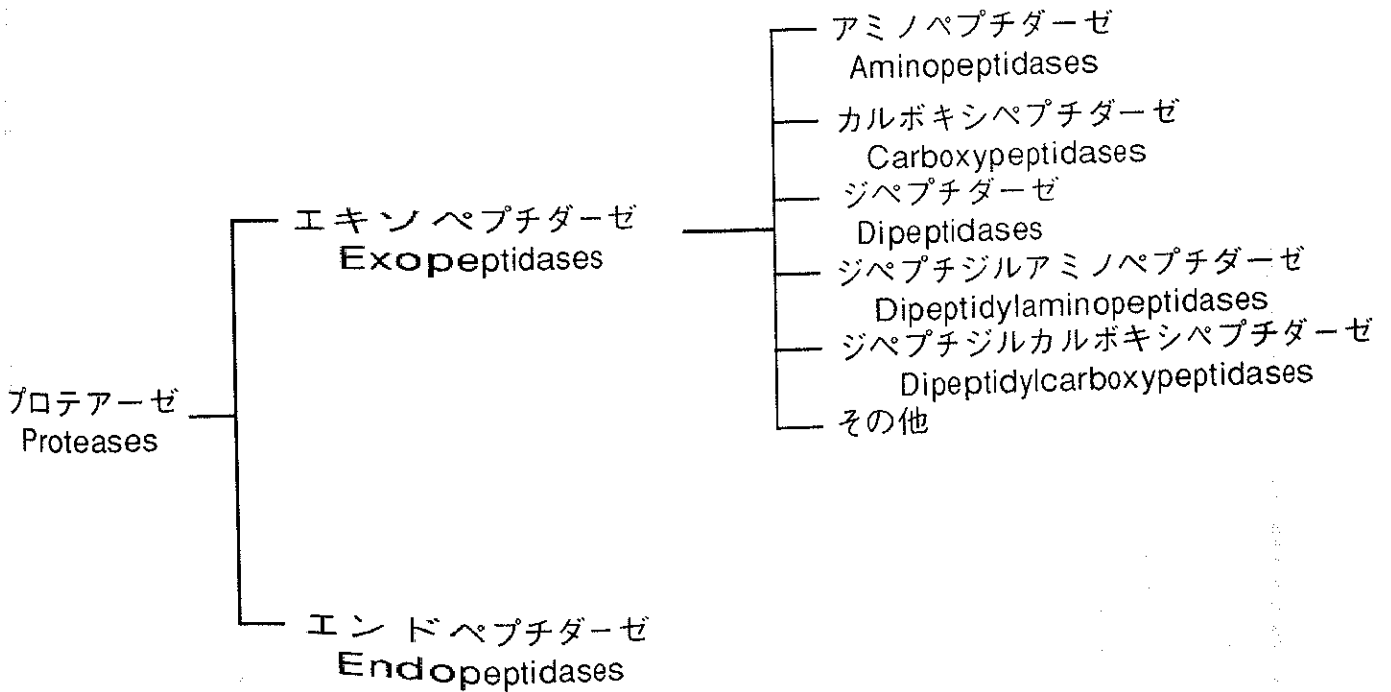 アミノペプチダーゼ
Aminopeptidases
カルボキシペプチダーゼ
Carboxypeptidases
ジペプチダーゼ
Dipeptidases
エキソペプチダーゼ
Exopeptidases
ジペプチジルアミノペプチダーゼ
Dipeptidylaminopeptidases
ジペプチジルカルボキシペプチダーゼ
Dipeptidylcarboxypeptidases
その他
プロテアーゼ
Proteases
エンドペプチダーゼ
Endopeptidases